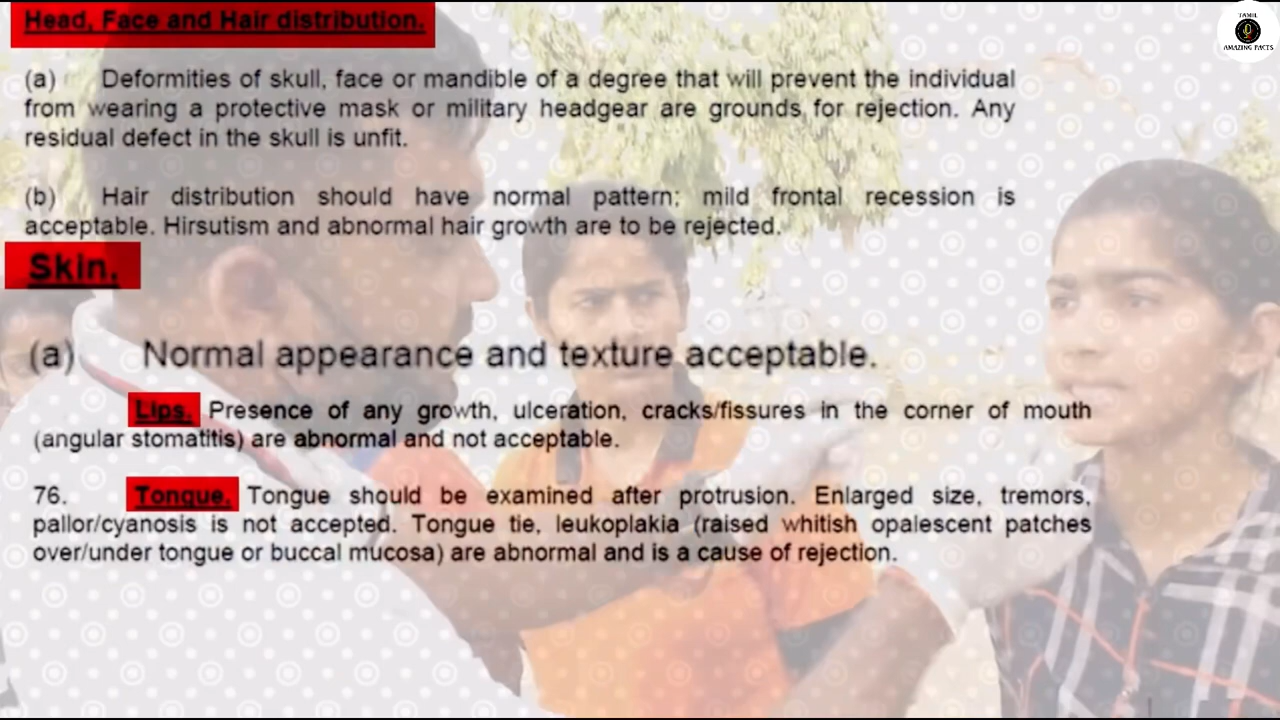 Head, Face and Hair distribution.
TAMIL
AMAZING FACTS
(a) Deformities of skull, face or mandible of a degree that will prevent the individual
from wearing a protective mask or military headgear are grounds for rejection. Any
residual defect in the skull is unfit.
(b) Hair distribution should have normal pattern; mild frontal recession is
acceptable. Hirsutism and abnormal hair growth are to be rejected.
Skin.
(a) Normal appearance and texture acceptable.
Lips. Presence of any growth, ulceration, cracks/fissures in the corner of mouth
(angular stomatitis) are abnormal and not acceptable.
76. Tongue. Tongue should be examined after protrusion. Enlarged size, tremors,
pallor/cyanosis is not accepted. Tongue tie, leukoplakia (raised whitish opalescent patches
over/under tongue or buccal mucosa) are abnormal and is a cause of rejection.